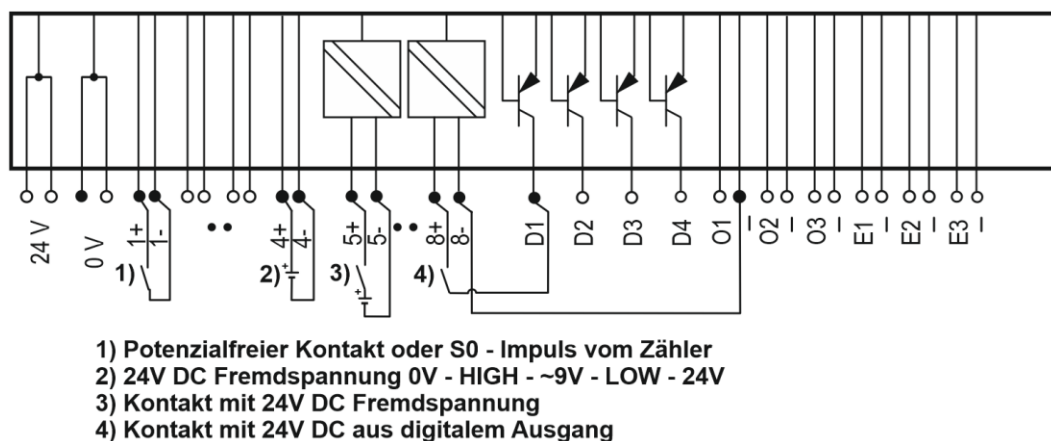 24 V 0 V 1+ 1- 4+ 4- 5+ 5- 8+ 8- D1 D2 D3 D4 O1 – O2 – O3 – E1 – E2 – E3 –
1) 2) + 3) + 4)
1) Potenzialfreier Kontakt oder S0 - Impuls vom Zähler
2) 24V DC Fremdspannung 0V - HIGH - ~9V - LOW - 24V
3) Kontakt mit 24V DC Fremdspannung
4) Kontakt mit 24V DC aus digitalem Ausgang